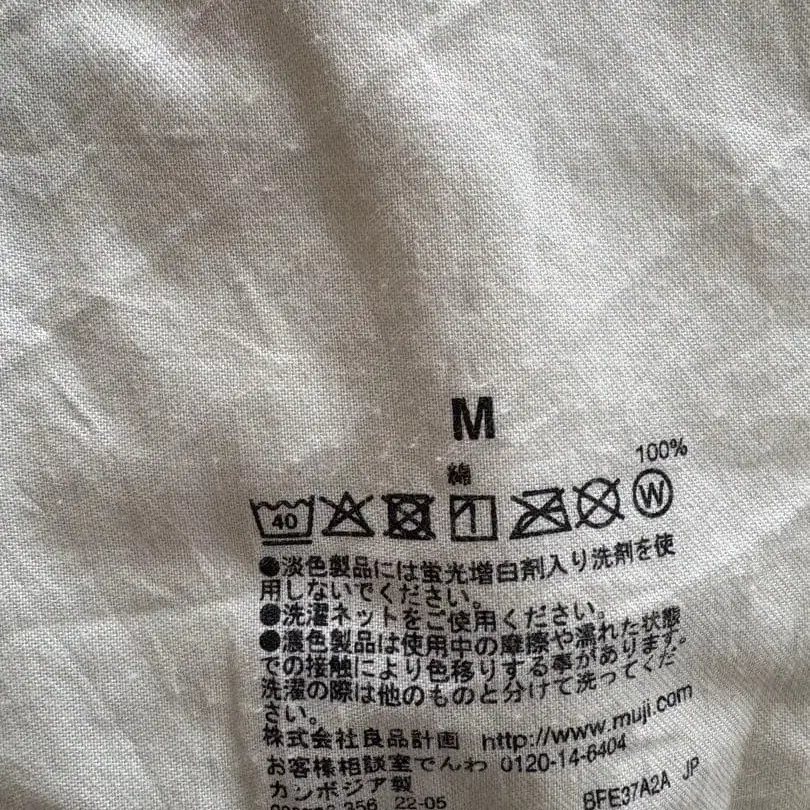 M
綿 100%
40
W
●淡色製品には蛍光増白剤入り洗剤を使
用しないでください。
●洗濯ネットをご使用ください。
●濃色製品は使用中の摩擦や濡れた状態
での接触により色移りする事があります。
洗濯の際は他のものと分けて洗ってくだ
さい。
株式会社良品計画 http://www.muji.com
お客様相談室でんわ 0120-14-6404
カンボジア製 BFE37A2A JP
356 22-05